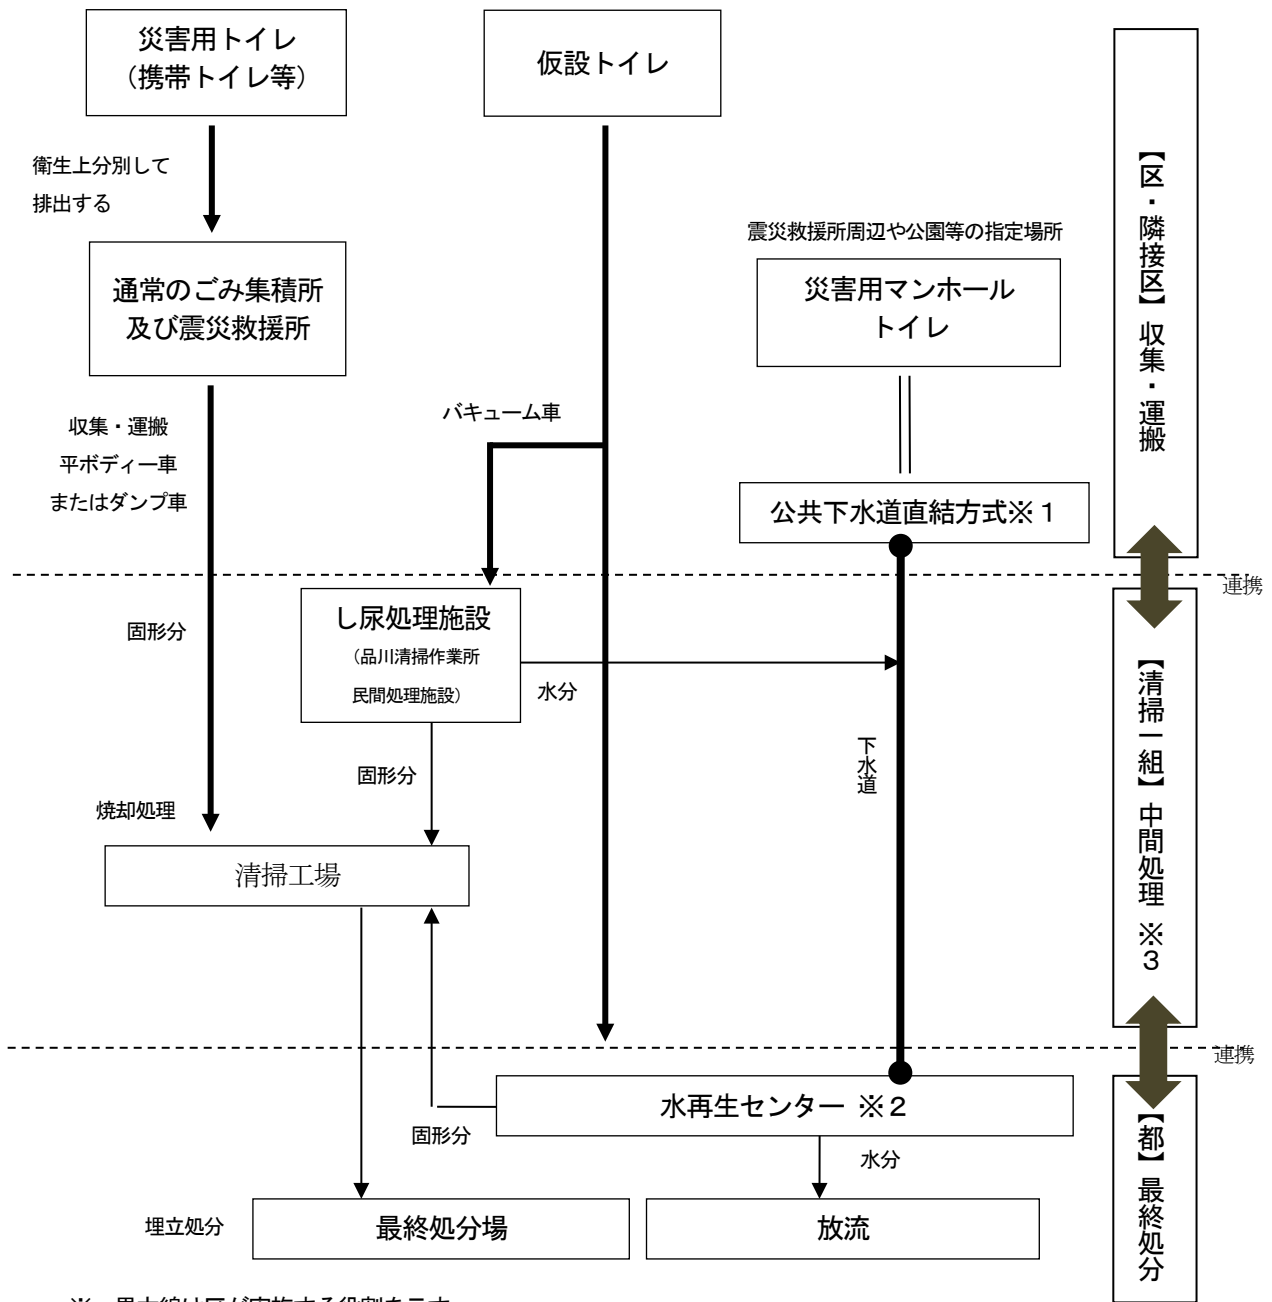 災害用トイレ
（携帯トイレ等）
仮設トイレ
衛生上分別して
排出する
通常のごみ集積所
及び震災救援所
震災救援所周辺や公園等の指定場所
災害用マンホール
トイレ
収集・運搬
平ボディー車
またはダンプ車
バキューム車
公共下水道直結方式※１
【区・隣接区】収集・運搬
連携
固形分
し尿処理施設
（品川清掃作業所
民間処理施設）
水分
固形分
下水道
焼却処理
清掃工場
【清掃一組】中間処理 ※３
連携
水再生センター ※２
固形分
水分
埋立処分
最終処分場
放流
【都】最終処分